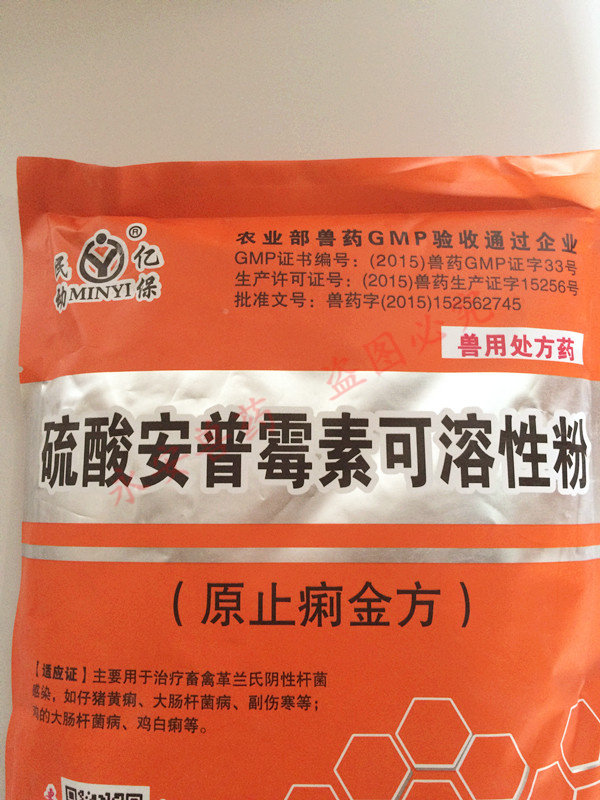 民 亿
动 保
MINYI
®
农业部兽药GMP验收通过企业
GMP证书编号：(2015)兽药GMP证字33号
生产许可证号：(2015)兽药生产证字15256号
批准文号：兽药字(2015)152562745
兽用处方药
硫酸安普霉素可溶性粉
盗图必究
（原止痢金方）
【适应证】主要用于治疗畜禽革兰氏阴性杆菌
感染，如仔猪黄痢、大肠杆菌病、副伤寒等；
的大肠杆菌病、鸡白痢等。